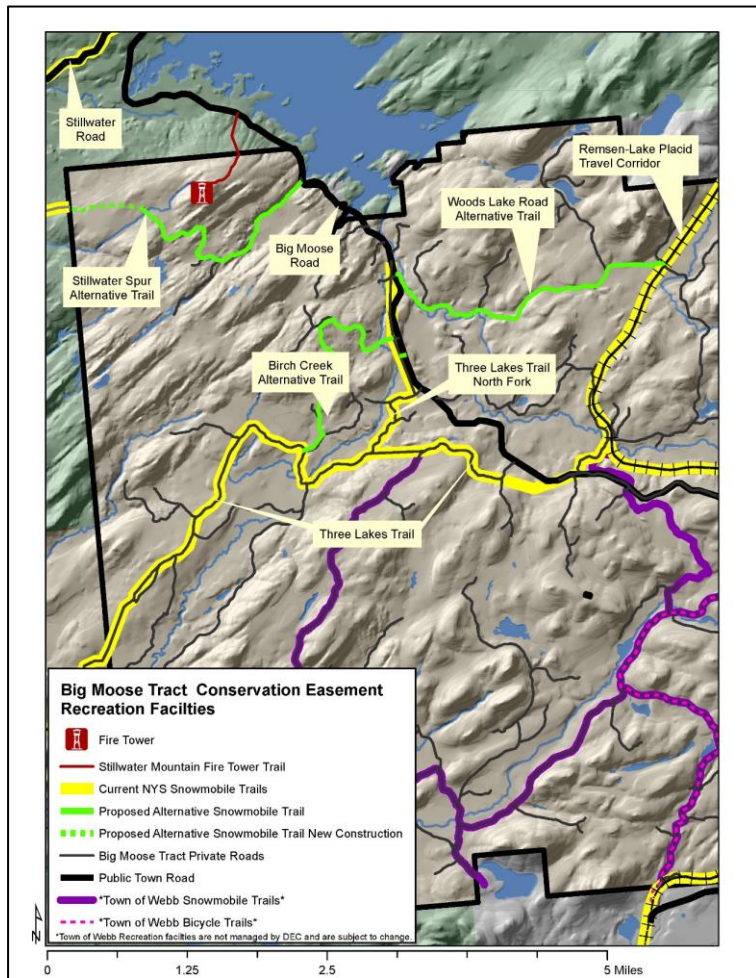 Stillwater
Road
Remsen-Lake Placid
Travel Corridor
Woods Lake Road
Alternative Trail
Big Moose
Road
Stillwater Spur
Alternative Trail
Birch Creek
Alternative Trail
Three Lakes Trail
North Fork
Three Lakes Trail
Big Moose Tract Conservation Easement
Recreation Facilties
Fire Tower
Stillwater Mountain Fire Tower Trail
Current NYS Snowmobile Trails
Proposed Alternative Snowmobile Trail
Proposed Alternative Snowmobile Trail New Construction
Big Moose Tract Private Roads
Public Town Road
*Town of Webb Snowmobile Trails*
*Town of Webb Bicycle Trails*
*Town of Webb Recreation facilties are not managed by DEC and are subject to change.
N
0 1.25 2.5 5 Miles